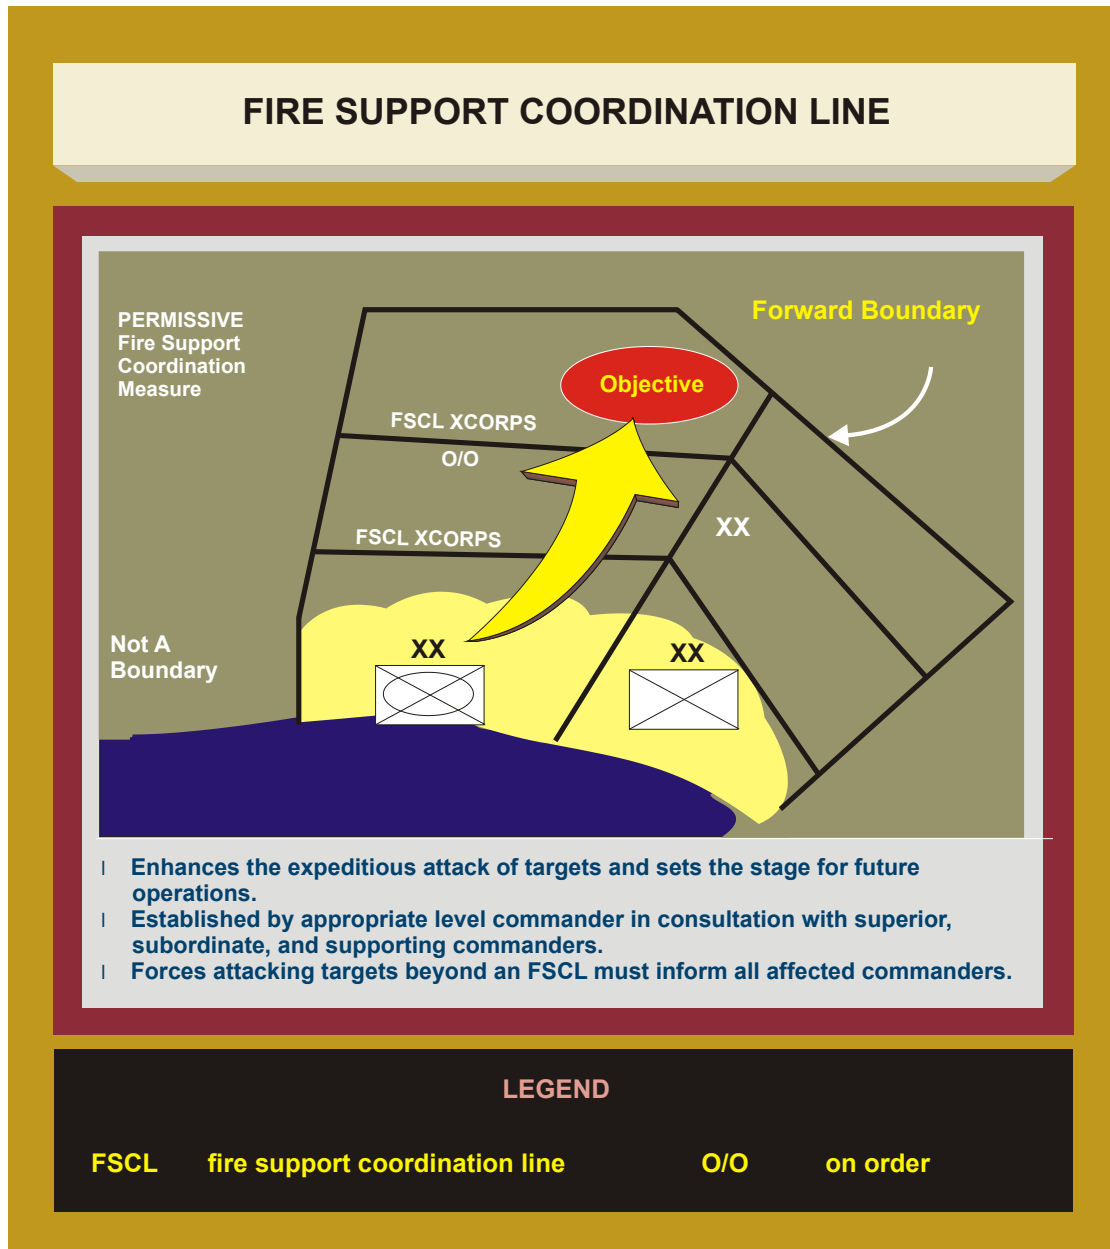 FIRE SUPPORT COORDINATION LINE
PERMISSIVE
Fire Support
Coordination
Measure
Forward Boundary
Objective
FSCL XCORPS
O/O
XX
FSCL XCORPS
Not A
Boundary
XX
XX
l Enhances the expeditious attack of targets and sets the stage for future
operations.
l Established by appropriate level commander in consultation with superior,
subordinate, and supporting commanders.
l Forces attacking targets beyond an FSCL must inform all affected commanders.
LEGEND
FSCL fire support coordination line O/O on order